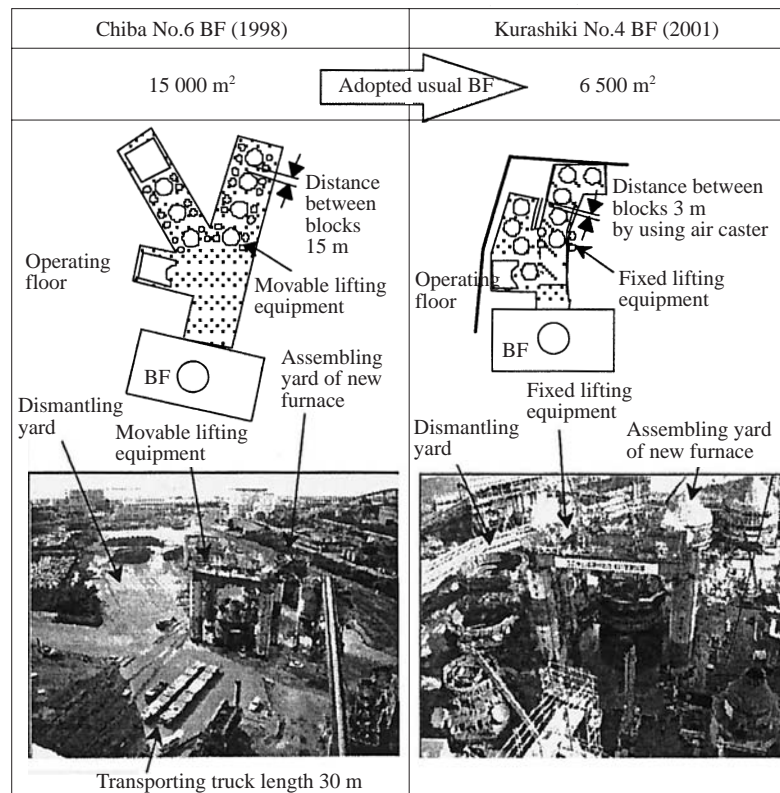 Chiba No.6 BF (1998)
Kurashiki No.4 BF (2001)
15 000 m²
Adopted usual BF
6 500 m²
Distance
between
blocks
15 m
Operating
floor
Movable lifting
equipment
BF
Assembling
yard of new
furnace
Dismantling
yard
Movable lifting
equipment
Transporting truck length 30 m
Distance between
blocks 3 m
by using air caster
Operating
floor
Fixed lifting
equipment
BF
Fixed lifting
equipment
Dismantling
yard
Assembling yard
of new furnace